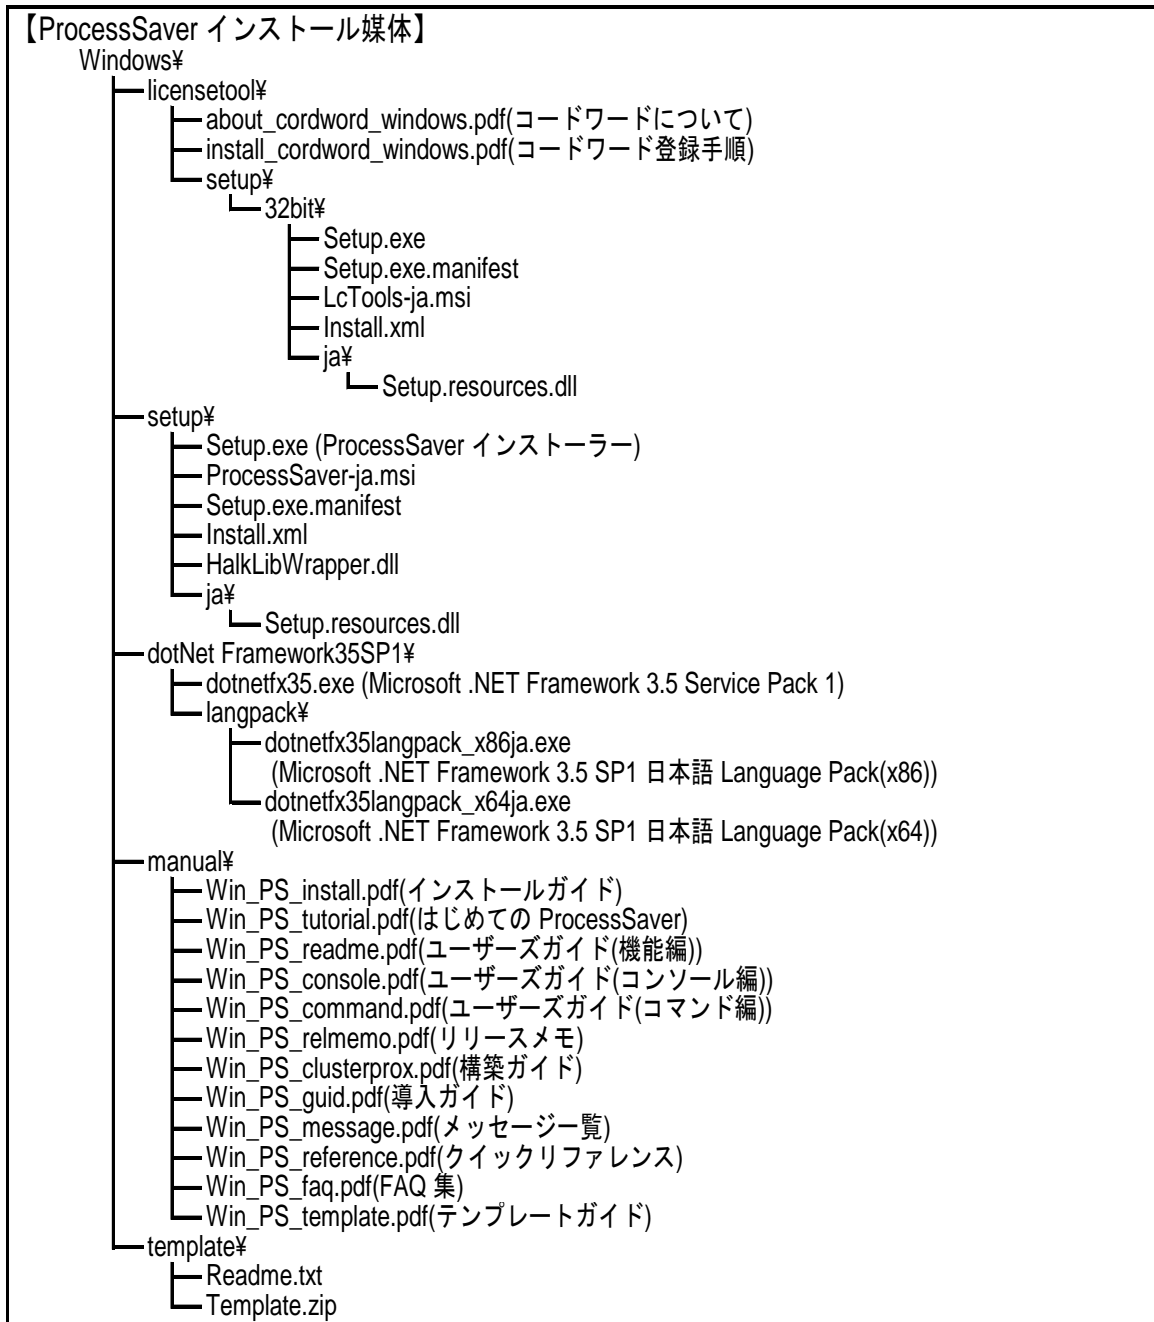 【ProcessSaver インストール媒体】
Windows¥
licensetool¥
about_cordword_windows.pdf(コードワードについて)
install_cordword_windows.pdf(コードワード登録手順)
setup¥
32bit¥
Setup.exe
Setup.exe.manifest
LcTools-ja.msi
Install.xml
ja¥
Setup.resources.dll
setup¥
Setup.exe (ProcessSaver インストーラー)
ProcessSaver-ja.msi
Setup.exe.manifest
Install.xml
HalkLibWrapper.dll
ja¥
Setup.resources.dll
dotNet Framework35SP1¥
dotnetfx35.exe (Microsoft .NET Framework 3.5 Service Pack 1)
langpack¥
dotnetfx35langpack_x86ja.exe
(Microsoft .NET Framework 3.5 SP1 日本語 Language Pack(x86))
dotnetfx35langpack_x64ja.exe
(Microsoft .NET Framework 3.5 SP1 日本語 Language Pack(x64))
manual¥
Win_PS_install.pdf(インストールガイド)
Win_PS_tutorial.pdf(はじめての ProcessSaver)
Win_PS_readme.pdf(ユーザーズガイド(機能編))
Win_PS_console.pdf(ユーザーズガイド(コンソール編))
Win_PS_command.pdf(ユーザーズガイド(コマンド編))
Win_PS_relmemo.pdf(リリースメモ)
Win_PS_clusterprox.pdf(構築ガイド)
Win_PS_guid.pdf(導入ガイド)
Win_PS_message.pdf(メッセージ一覧)
Win_PS_reference.pdf(クイックリファレンス)
Win_PS_faq.pdf(FAQ 集)
Win_PS_template.pdf(テンプレートガイド)
template¥
Readme.txt
Template.zip